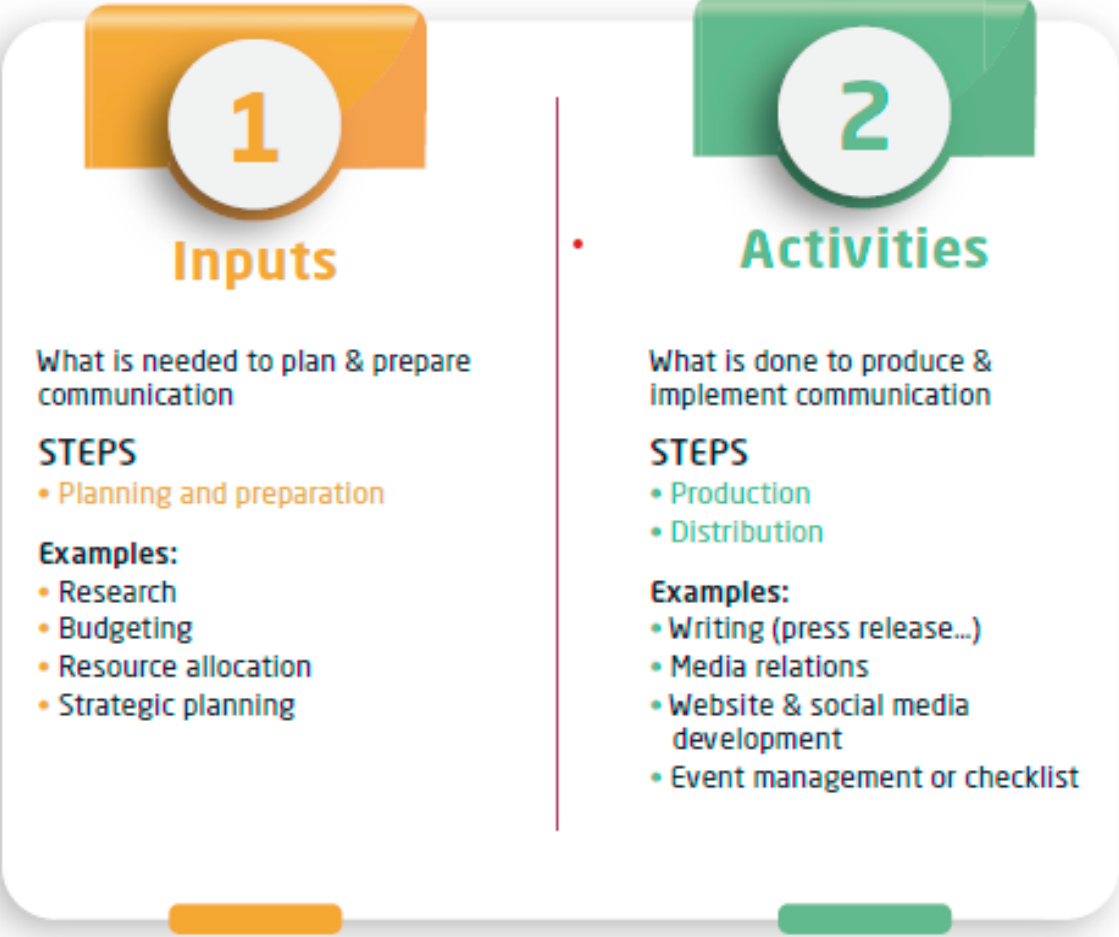 1
Inputs
What is needed to plan & prepare
communication
STEPS
• Planning and preparation
Examples:
• Research
• Budgeting
• Resource allocation
• Strategic planning
2
Activities
What is done to produce &
implement communication
STEPS
• Production
• Distribution
Examples:
• Writing (press release...)
• Media relations
• Website & social media
development
• Event management or checklist